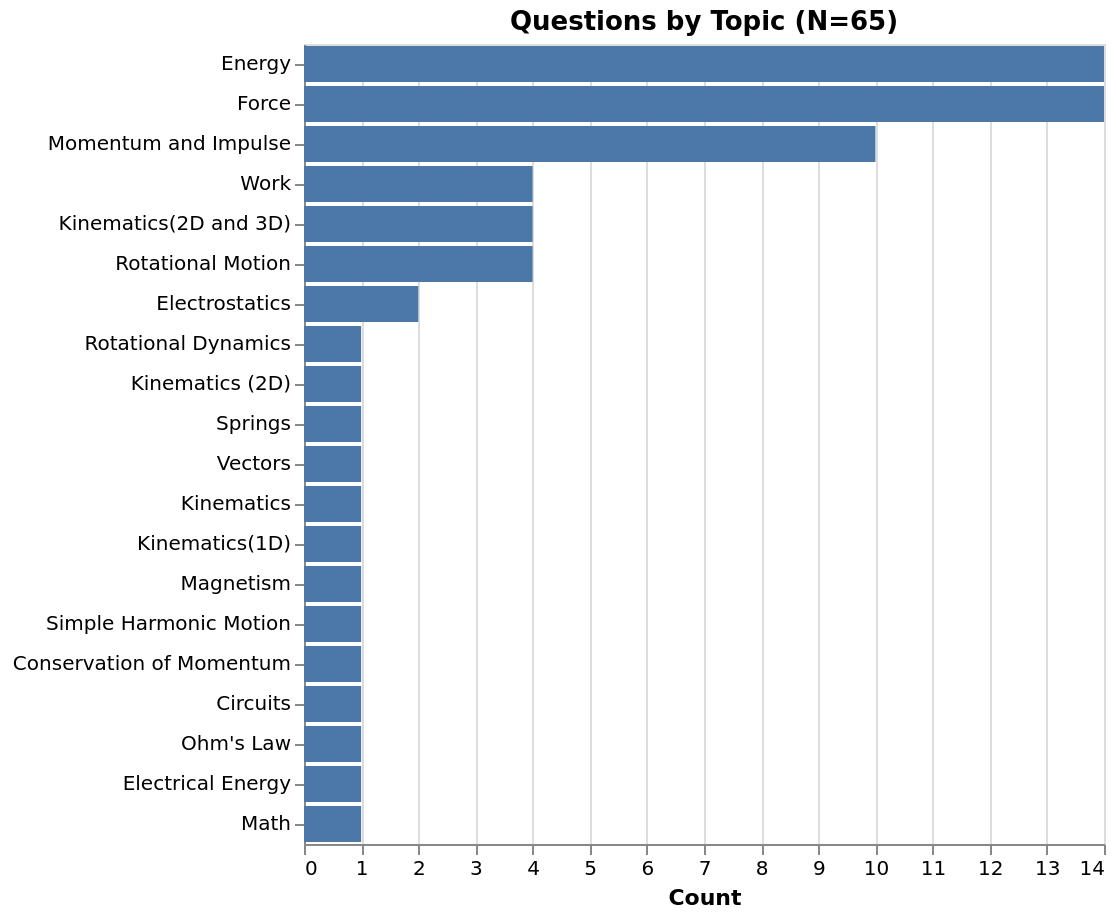 Questions by Topic (N=65)
Energy
Force
Momentum and Impulse
Work
Kinematics(2D and 3D)
Rotational Motion
Electrostatics
Rotational Dynamics
Kinematics (2D)
Springs
Vectors
Kinematics
Kinematics(1D)
Magnetism
Simple Harmonic Motion
Conservation of Momentum
Circuits
Ohm's Law
Electrical Energy
Math
0 1 2 3 4 5 6 7 8 9 10 11 12 13 14
Count